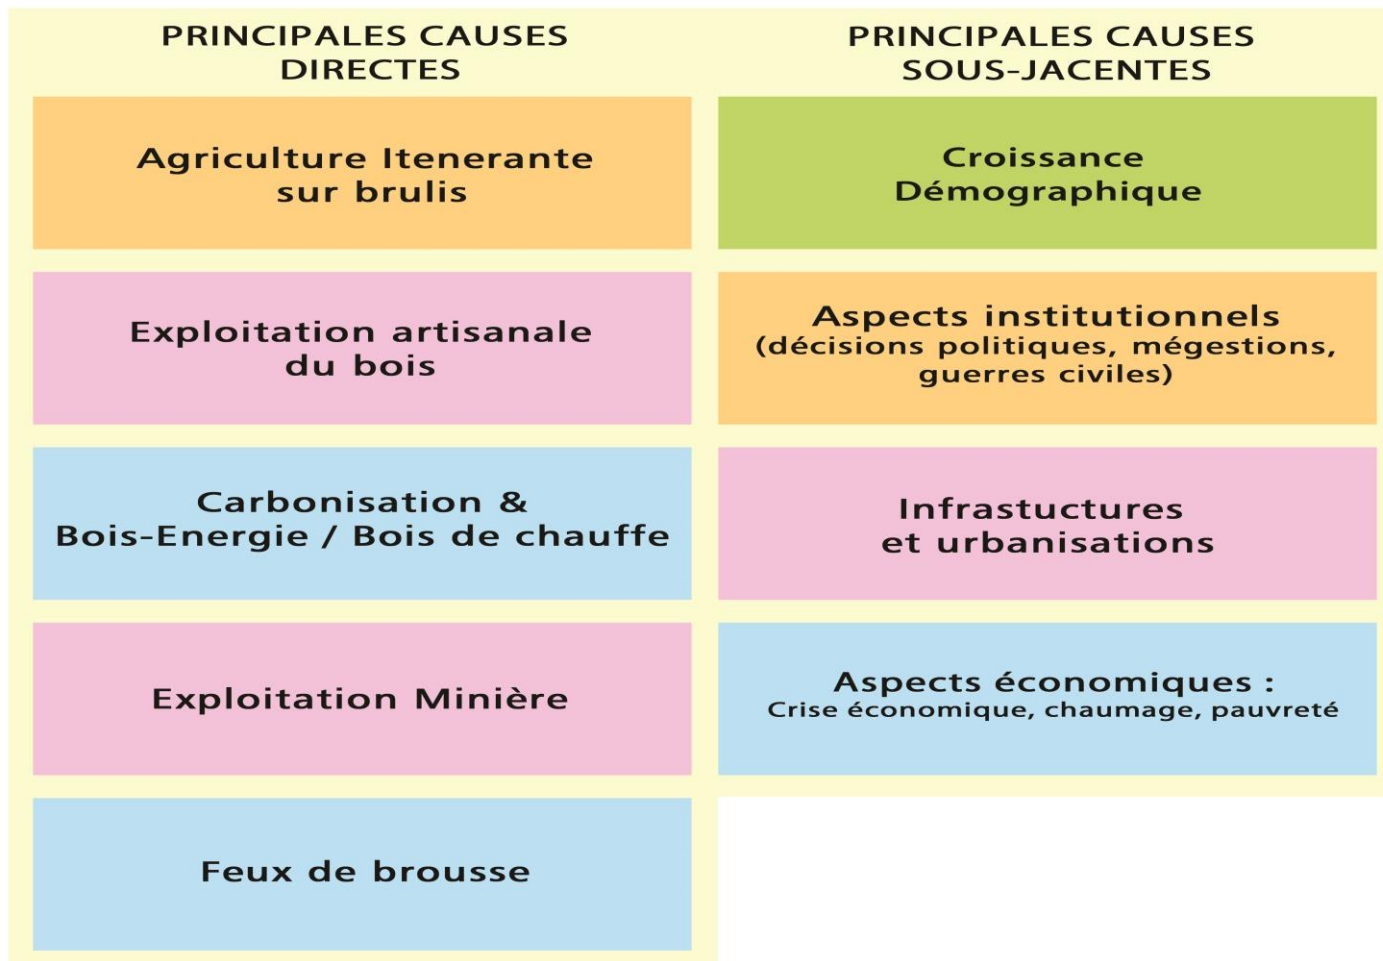 PRINCIPALES CAUSES
DIRECTES
Agriculture Itenerante
sur brulis
Exploitation artisanale
du bois
Carbonisation &
Bois-Energie / Bois de chauffe
Exploitation Minière
Feux de brousse
PRINCIPALES CAUSES
SOUS-JACENTES
Croissance
Démographique
Aspects institutionnels
(décisions politiques, mégestions,
guerres civiles)
Infrastuctures
et urbanisations
Aspects économiques :
Crise économique, chaumage, pauvreté